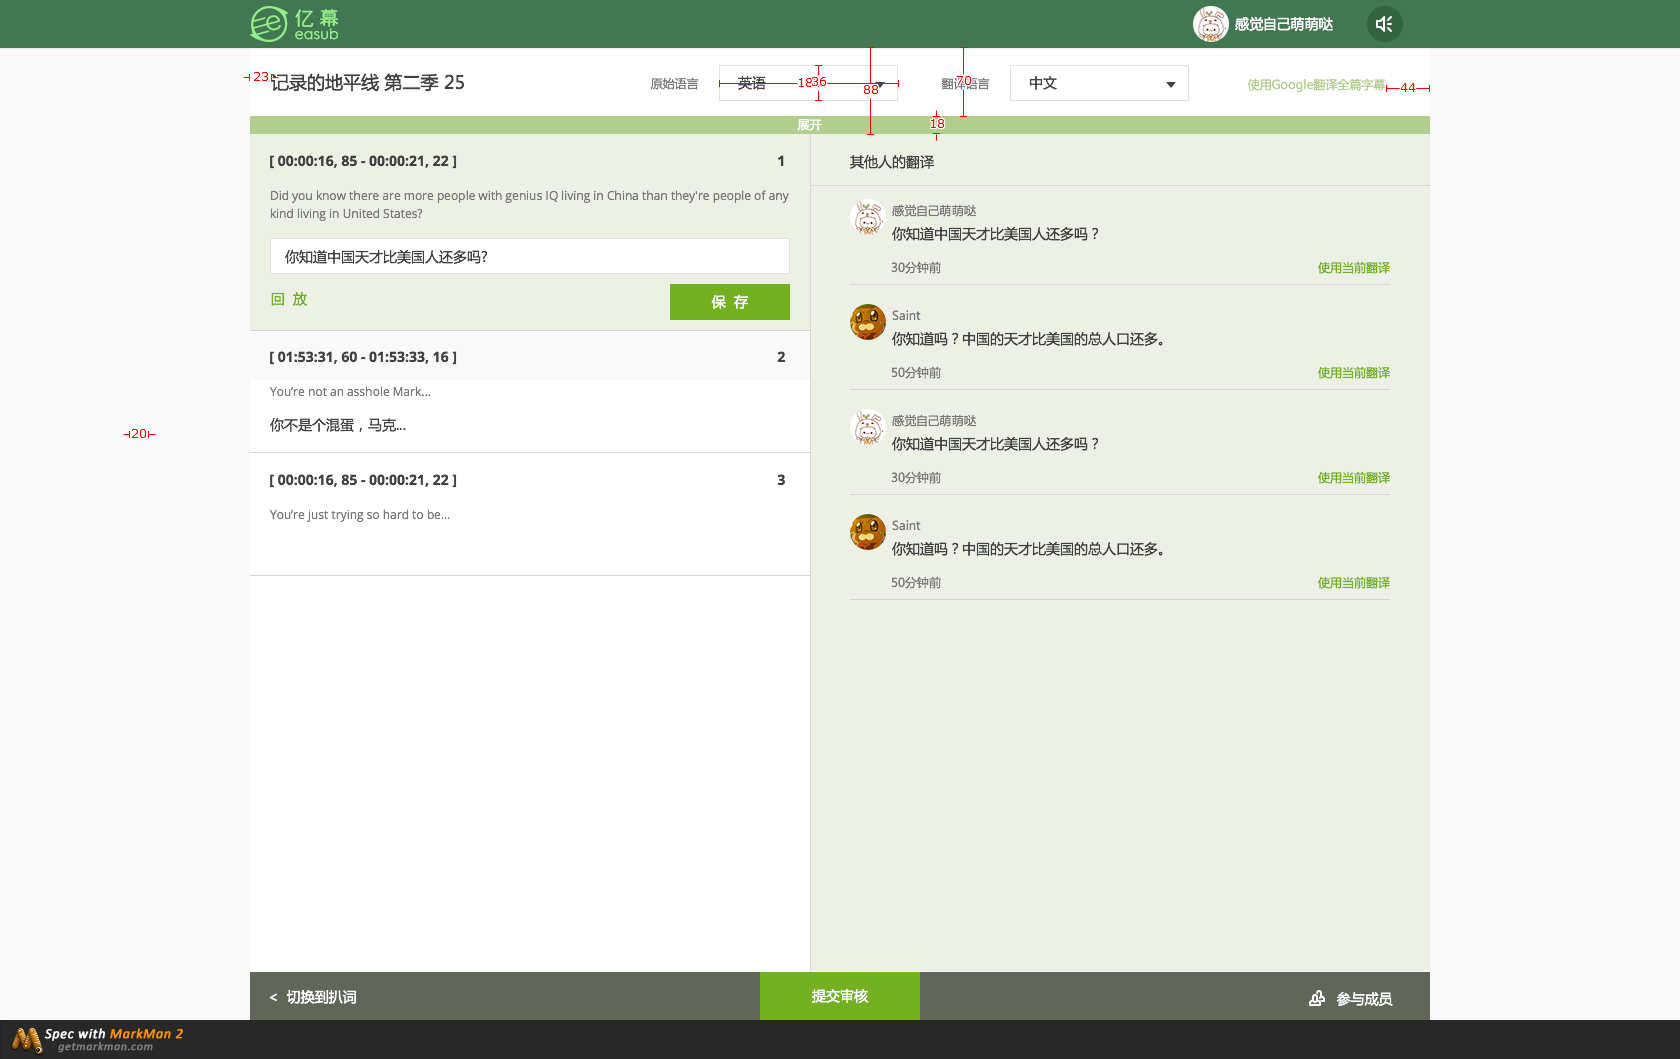 亿幕
easub
感觉自己萌萌哒
23
记录的地平线 第二季 25
原始语言
英语
36
88
70
中文
使用Google翻译全篇字幕
44
展开
18
[ 00:00:16, 85 - 00:00:21, 22 ]
1
Did you know there are more people with genius IQ living in China than they're people of any
kind living in United States?
你知道中国天才比美国人还多吗?
回 放
保 存
[ 01:53:31, 60 - 01:53:33, 16 ]
2
You’re not an asshole Mark...
你不是个混蛋，马克...
20
[ 00:00:16, 85 - 00:00:21, 22 ]
3
You’re just trying so hard to be...
其他人的翻译
感觉自己萌萌哒
你知道中国天才比美国人还多吗？
30分钟前
使用当前翻译
Saint
你知道吗？中国的天才比美国的总人口还多。
50分钟前
使用当前翻译
感觉自己萌萌哒
你知道中国天才比美国人还多吗？
30分钟前
使用当前翻译
Saint
你知道吗？中国的天才比美国的总人口还多。
50分钟前
使用当前翻译
< 切换到扒词
提交审核
参与成员
Spec with MarkMan 2
getmarkman.com